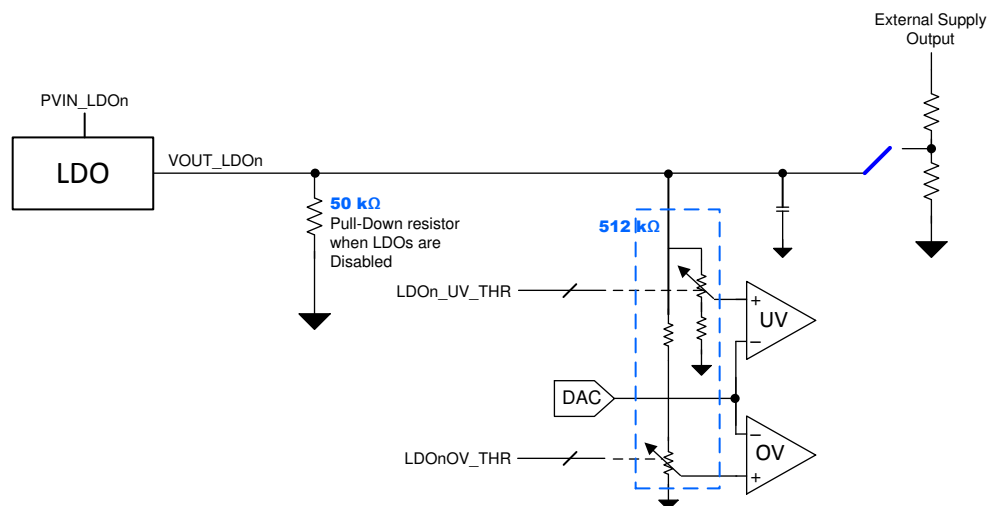 External Supply
Output
PVIN_LDOn
LDO
VOUT_LDOn
50 kΩ
Pull-Down resistor
when LDOs are
Disabled
512 kΩ
LDOn_UV_THR
+
UV
−
DAC
−
OV
LDOnOV_THR
+